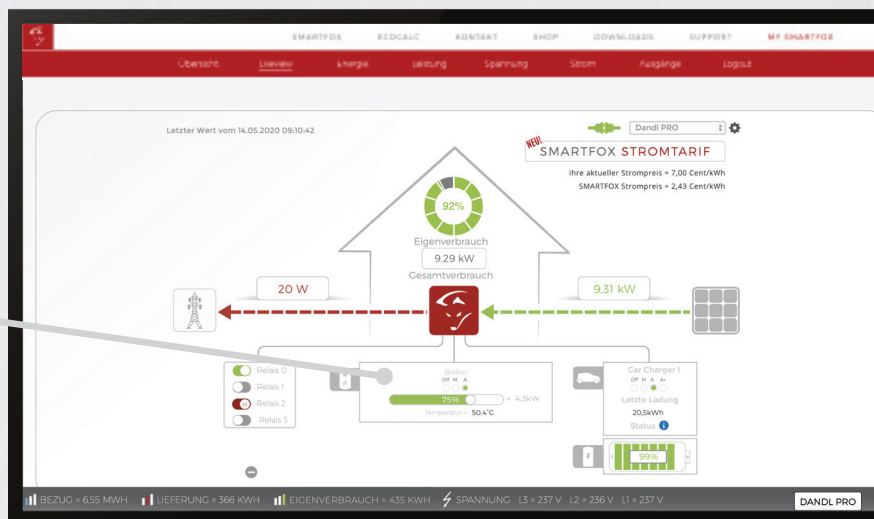 SMARTFOX ECOCALC KONTAKT SHOP DOWNLOADS SUPPORT MY SMARTFOX
Übersicht Liveview Energie Leistung Spannung Strom Ausgänge Logout
Letzter Wert vom 14.05.2020 09:10:42
Dandl PRO
NEU!
SMARTFOX STROMTARIF
Ihre aktueller Strompreis = 7,00 Cent/kWh
SMARTFOX Strompreis = 2,43 Cent/kWh
92%
Eigenverbrauch
9,29 kW
Gesamtverbrauch
20 W
9,31 kW
Relais 0
Relais 1
M Relais 2
Relais 3
Boiler
Off M A
75% = 4,5kW
Temperatur = 50.4°C
Car Charger 1
Off M A A+
Letzte Ladung
20,5kWh
Status i
99%
BEZUG = 6,55 MWH LIEFERUNG = 366 KWH EIGENVERBRAUCH = 435 KWH SPANNUNG L3 = 237 V L2 = 236 V L1 = 237 V DANDL PRO